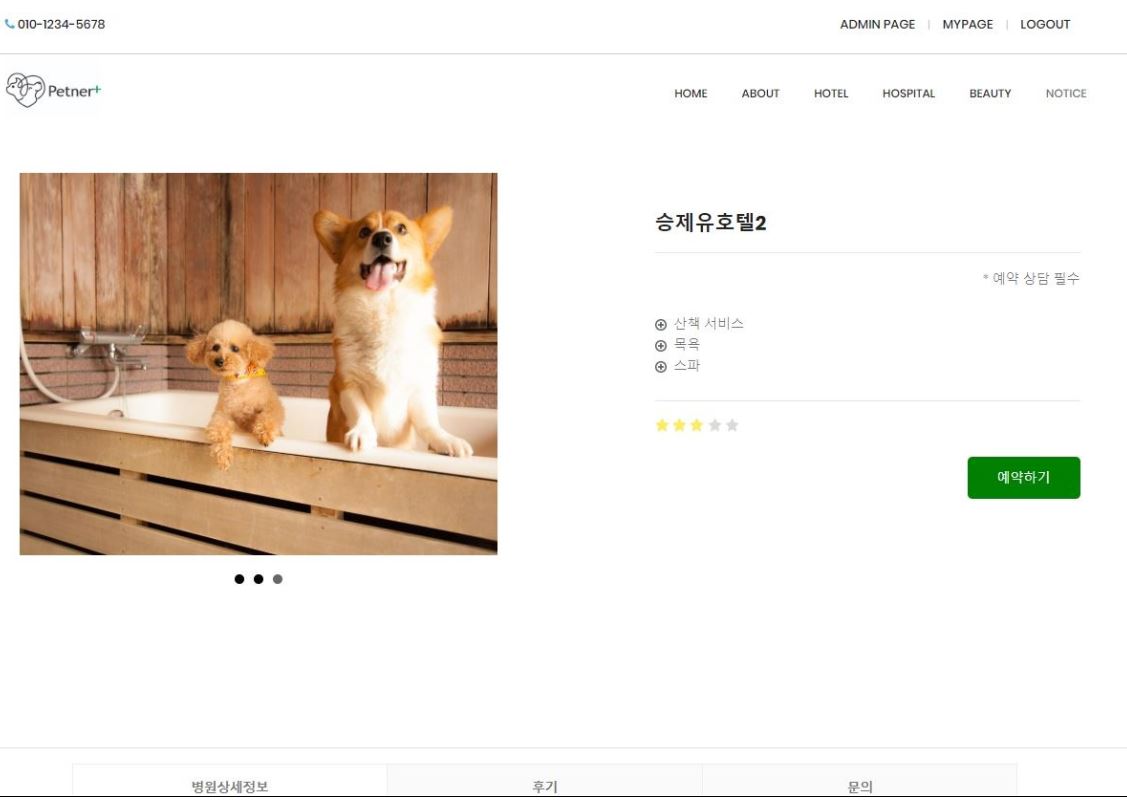 010-1234-5678
ADMIN PAGE | MYPAGE | LOGOUT
Petner+
HOME ABOUT HOTEL HOSPITAL BEAUTY NOTICE
승제유호텔2
* 예약 상담 필수
산책 서비스
목욕
스파
예약하기
병원상세정보 후기 문의